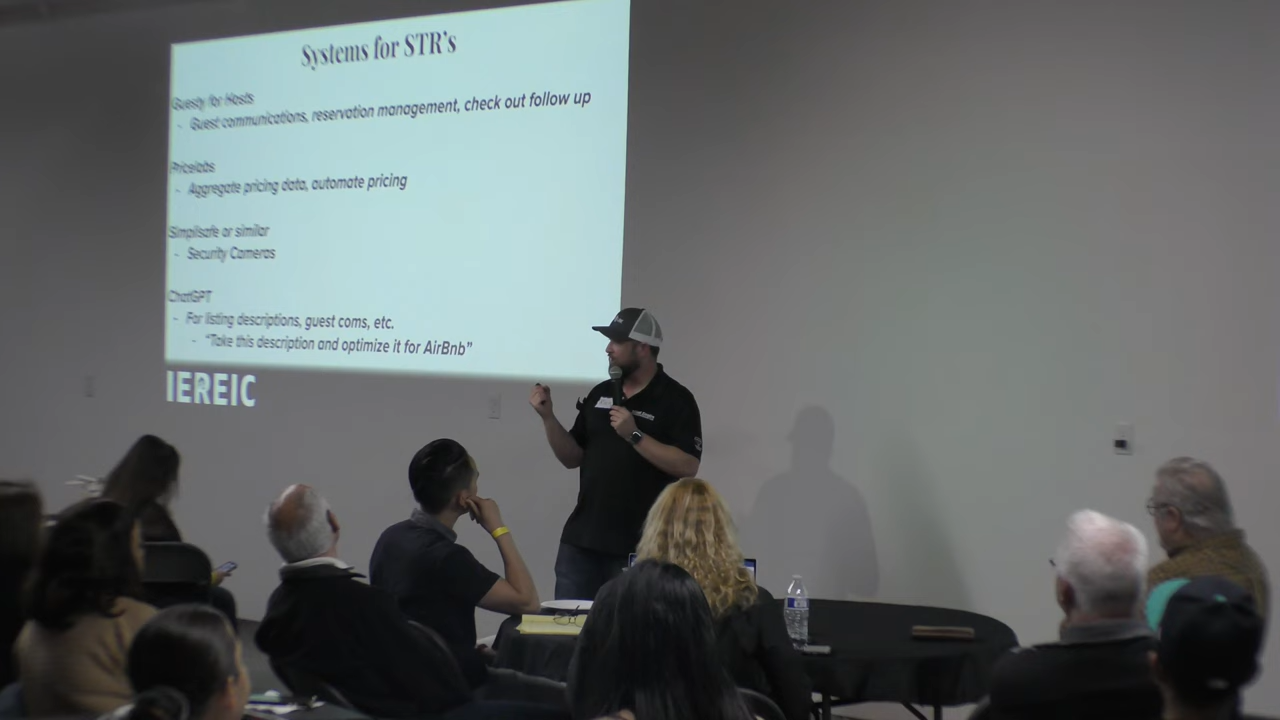 Systems for STR's
Guesty for Hosts
- Guest communications, reservation management, check out follow up
Pricelabs
- Aggregate pricing data, automate pricing
Simplisafe or similar
- Security Cameras
ChatGPT
- For listing descriptions, guest coms, etc.
- "Take this description and optimize it for AirBnb"
IEREIC